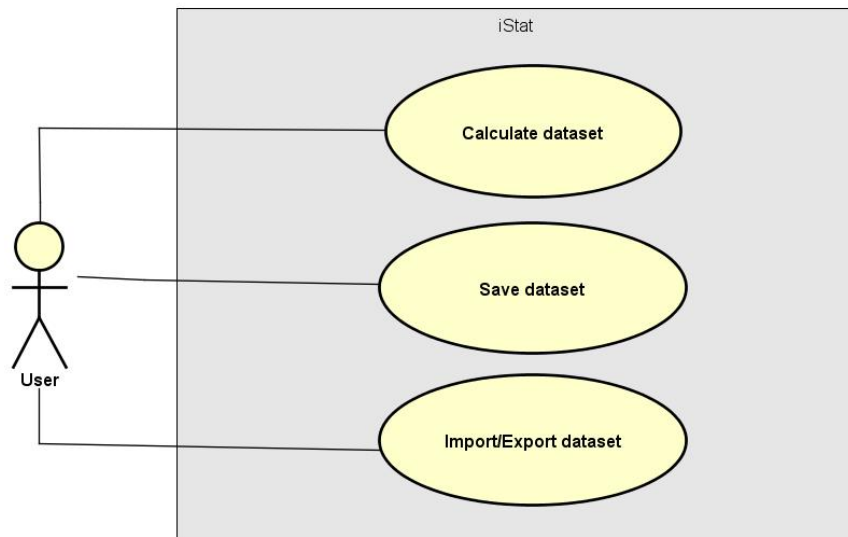 iStat
Calculate dataset
Save dataset
User
Import/Export dataset